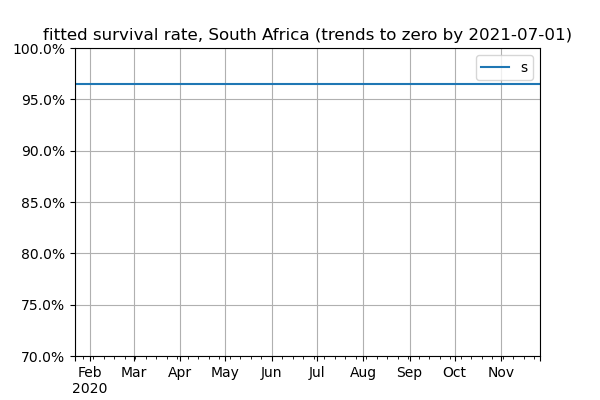 fitted survival rate, South Africa (trends to zero by 2021-07-01)
100.0%
s
95.0%
90.0%
85.0%
80.0%
75.0%
70.0%
Feb Mar Apr May Jun Jul Aug Sep Oct Nov
2020